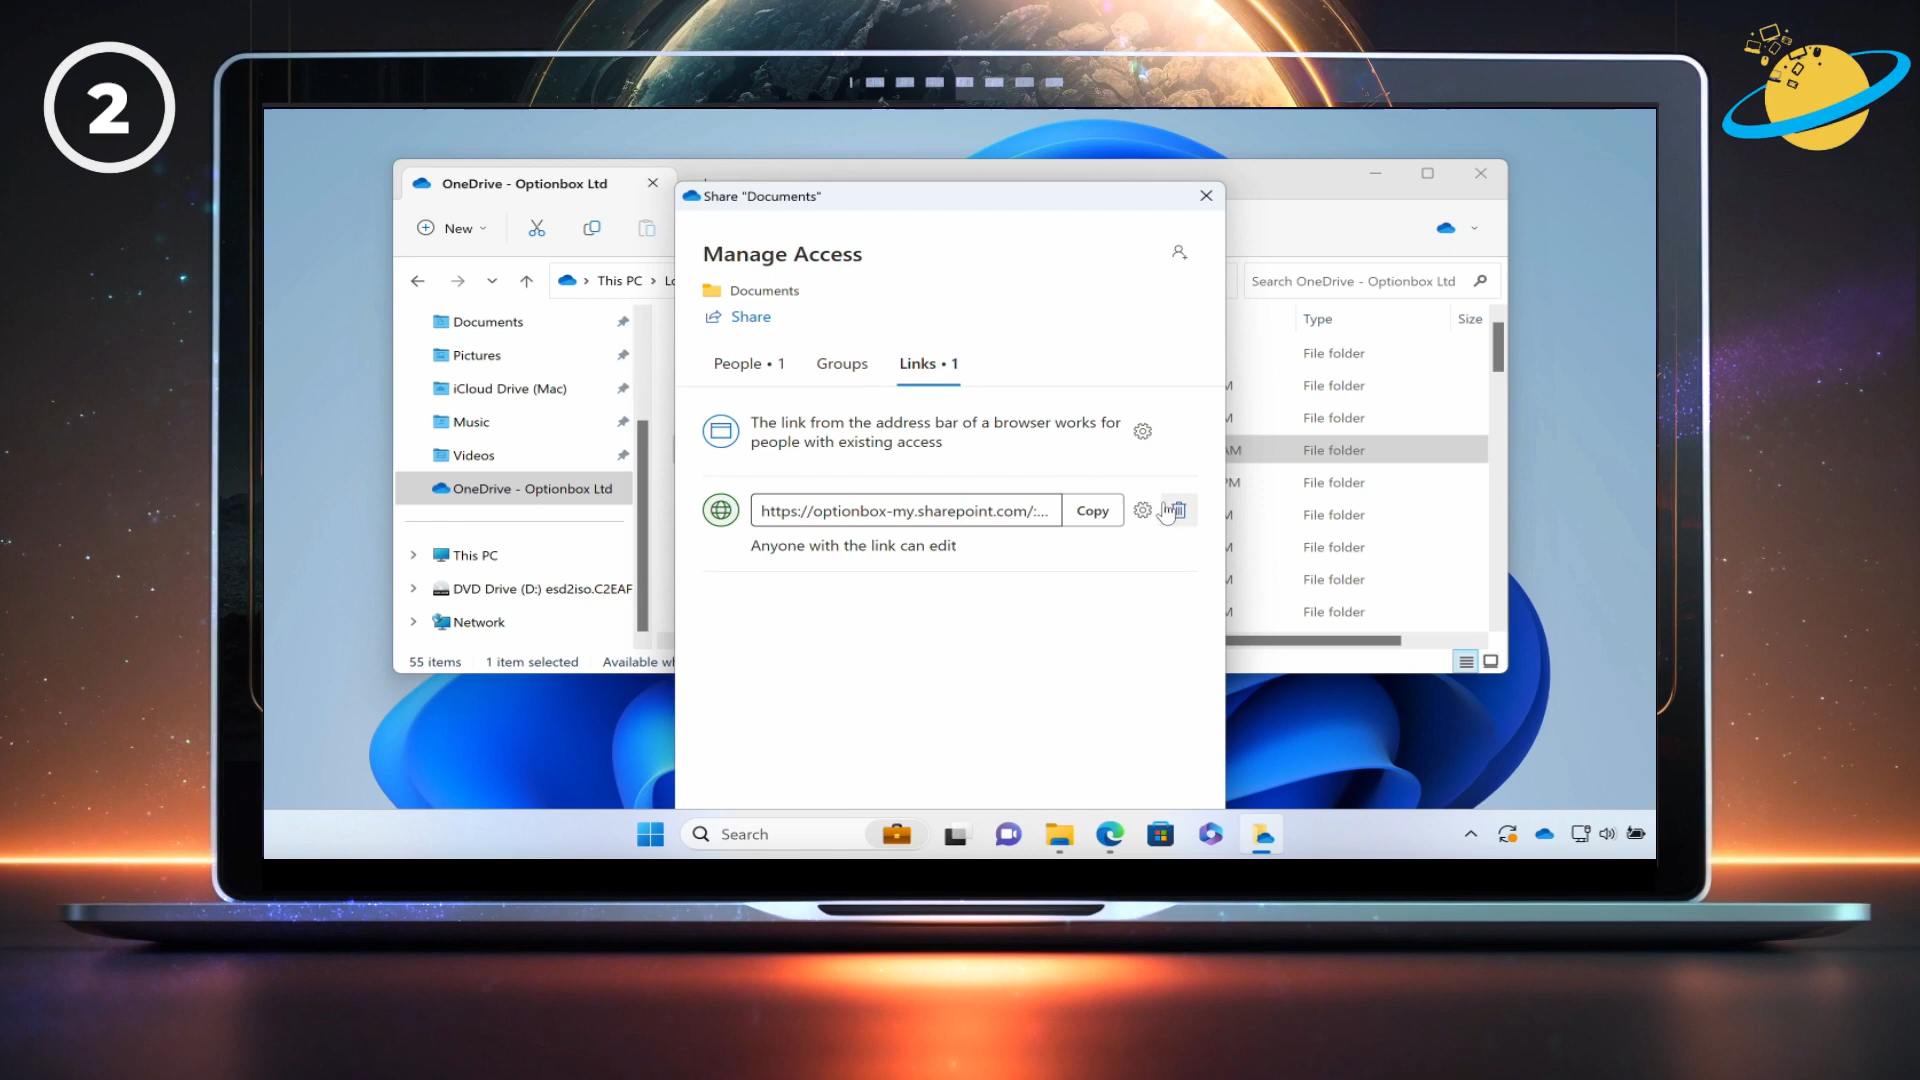 2
OneDrive - Optionbox Ltd
Share "Documents"
New
Manage Access
Documents
Share
This PC
Search OneDrive - Optionbox Ltd
Documents
Pictures
iCloud Drive (Mac)
Music
Videos
OneDrive - Optionbox Ltd
This PC
DVD Drive (D:) esd2iso.C2EAF
Network
People • 1
Groups
Links • 1
The link from the address bar of a browser works for
people with existing access
https://optionbox-my.sharepoint.com/:...
Copy
Anyone with the link can edit
Type
Size
File folder
File folder
File folder
File folder
File folder
File folder
File folder
File folder
File folder
55 items
1 item selected
Available
Search